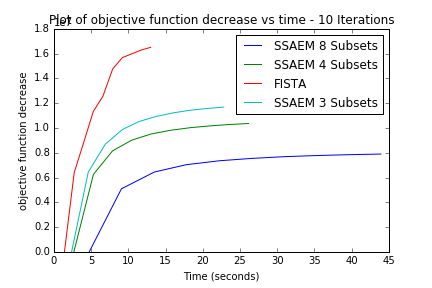 Plot of objective function decrease vs time - 10 Iterations
1e7
1.8
1.6
1.4
1.2
1.0
0.8
0.6
0.4
0.2
0.0
objective function decrease
SSAEM 8 Subsets
SSAEM 4 Subsets
FISTA
SSAEM 3 Subsets
0 5 10 15 20 25 30 35 40 45
Time (seconds)